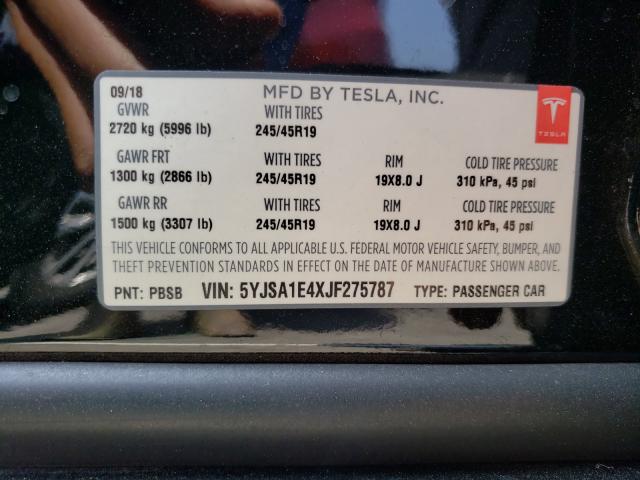 09/18 MFD BY TESLA, INC.
GVWR WITH TIRES
2720 kg (5996 lb) 245/45R19
TESLA
GAWR FRT WITH TIRES RIM COLD TIRE PRESSURE
1300 kg (2866 lb) 245/45R19 19X8.0 J 310 kPa, 45 psi
GAWR RR WITH TIRES RIM COLD TIRE PRESSURE
1500 kg (3307 lb) 245/45R19 19X8.0 J 310 kPa, 45 psi
THIS VEHICLE CONFORMS TO ALL APPLICABLE U.S. FEDERAL MOTOR VEHICLE SAFETY, BUMPER, AND
THEFT PREVENTION STANDARDS IN EFFECT ON THE DATE OF MANUFACTURE SHOWN ABOVE.
PNT: PBSB VIN: 5YJSA1E4XJF275787 TYPE: PASSENGER CAR